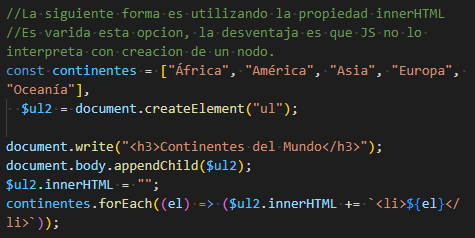 //La siguiente forma es utilizando la propiedad innerHTML
//Es varida esta opcion, la desventaja es que JS no lo
interpreta con creacion de un nodo.
const continentes = ["África", "América", "Asia", "Europa",
"Oceanía"],
  $ul2 = document.createElement("ul");

document.write("<h3>Continentes del Mundo</h3>");
document.body.appendChild($ul2);
$ul2.innerHTML = "";
continentes.forEach((el) => ($ul2.innerHTML += `<li>${el}</
li>`));